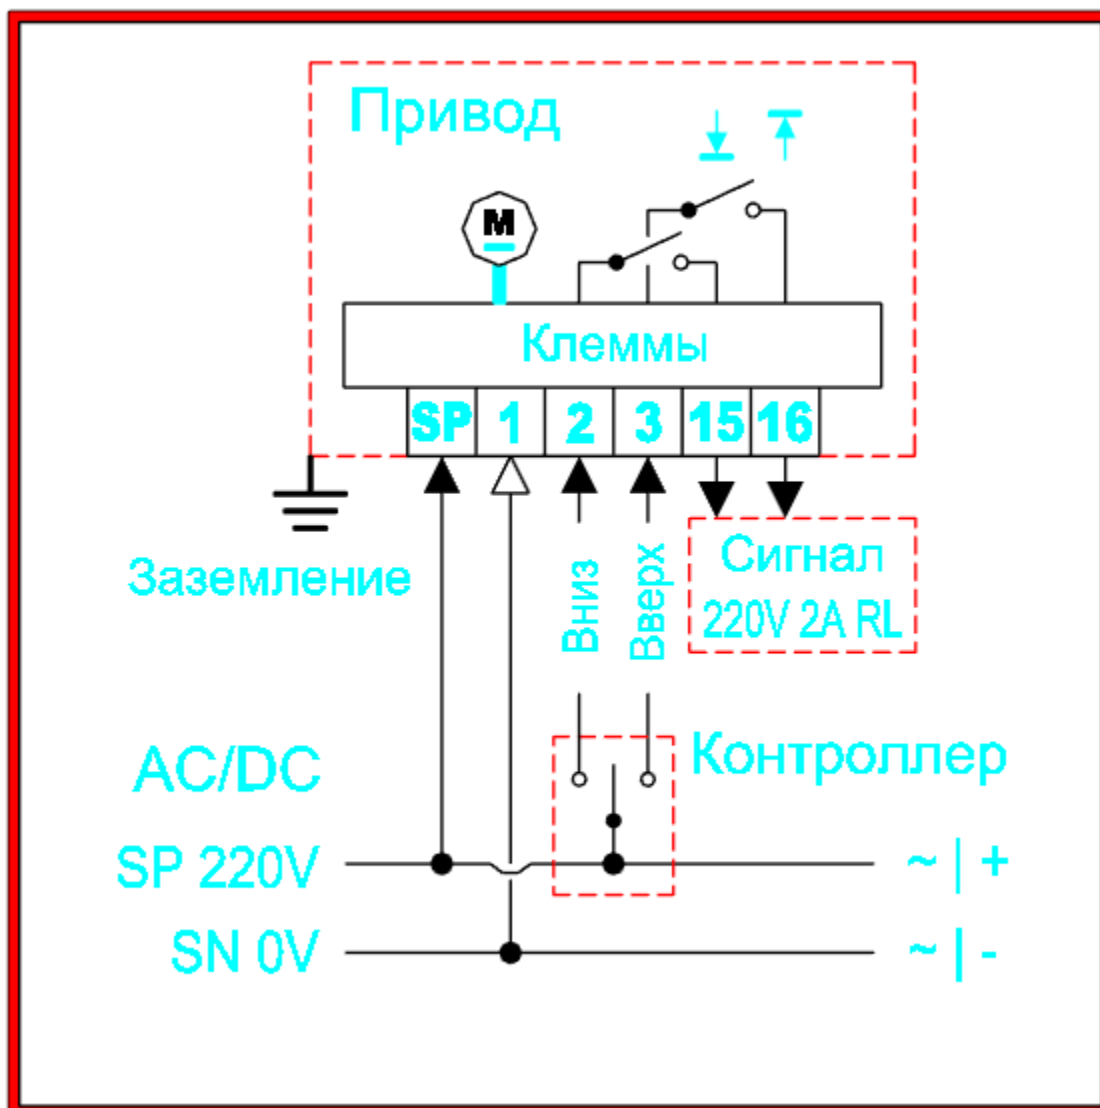 Привод
M
Клеммы
SP 1 2 3 15 16
Заземление
Вниз
Вверх
Сигнал
220V 2A RL
AC/DC
Контроллер
SP 220V
~ | +
SN 0V
~ | -